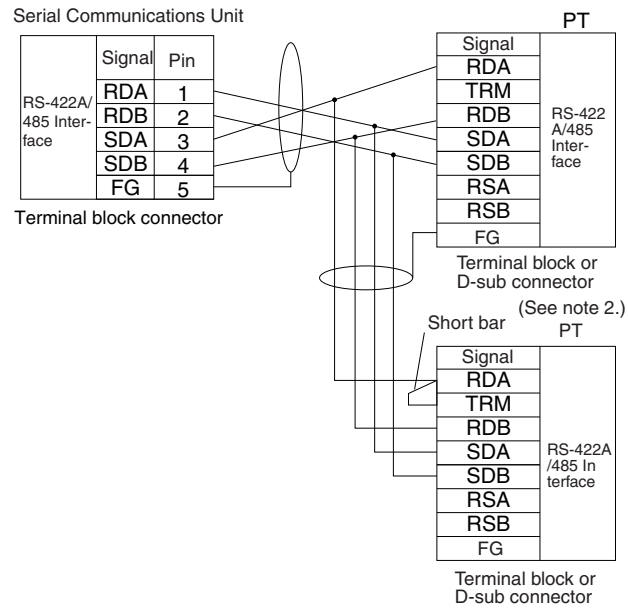 Serial Communications Unit
Signal Pin
RS-422A/
485 Inter-
face
RDA 1
RDB 2
SDA 3
SDB 4
FG 5
Terminal block connector
PT
Signal
RDA
TRM
RDB
SDA
SDB
RSA
RSB
FG
RS-422
A/485
Inter-
face
Terminal block or
D-sub connector
(See note 2.)
Short bar
PT
Signal
RDA
TRM
RDB
SDA
SDB
RSA
RSB
FG
RS-422A
/485 In
terface
Terminal block or
D-sub connector